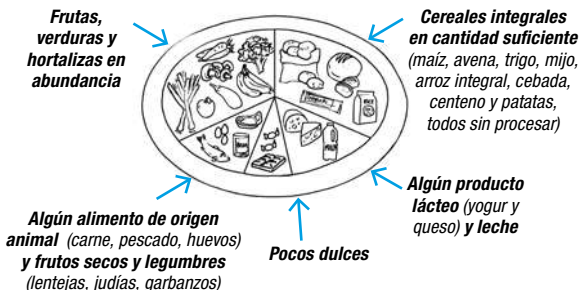 Frutas,
verduras y
hortalizas en
abundancia
Cereales integrales
en cantidad suficiente
(maíz, avena, trigo, mijo,
arroz integral, cebada,
centeno y patatas,
todos sin procesar)
Algún producto
lácteo (yogur y
queso) y leche
Pocos dulces
Algún alimento de origen
animal (carne, pescado, huevos)
y frutos secos y legumbres
(lentejas, judías, garbanzos)